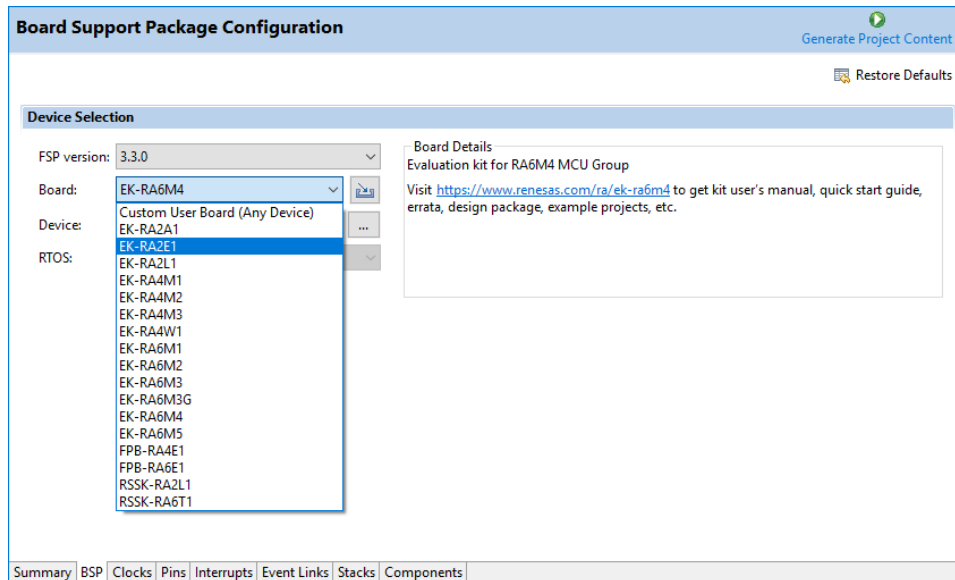 Board Support Package Configuration
Generate Project Content
Restore Defaults
Device Selection
FSP version: 3.3.0
Board: EK-RA6M4
Custom User Board (Any Device)
Device:
EK-RA2A1
...
EK-RA2E1
RTOS:
EK-RA2L1
EK-RA4M1
EK-RA4M2
EK-RA4M3
EK-RA4W1
EK-RA6M1
EK-RA6M2
EK-RA6M3
EK-RA6M3G
EK-RA6M4
EK-RA6M5
FPB-RA4E1
FPB-RA6E1
RSSK-RA2L1
RSSK-RA6T1
Board Details
Evaluation kit for RA6M4 MCU Group
Visit https://www.renesas.com/ra/ek-ra6m4 to get kit user's manual, quick start guide,
errata, design package, example projects, etc.
Summary BSP Clocks Pins Interrupts Event Links Stacks Components